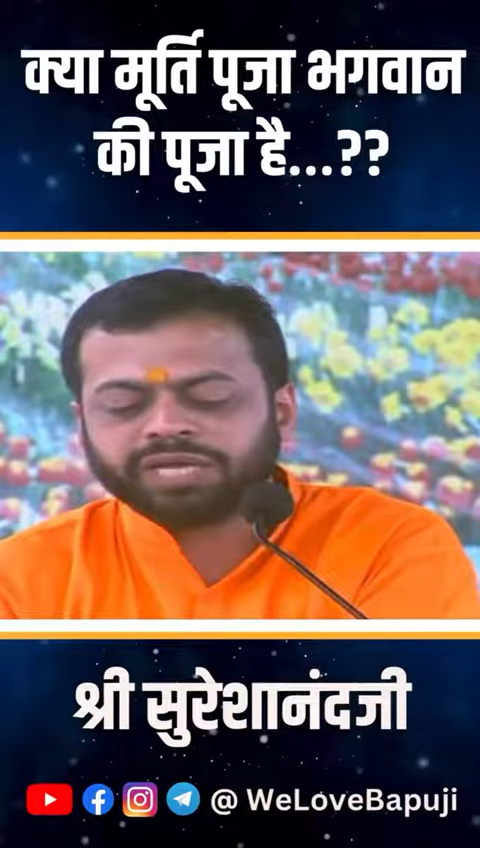 क्या मूर्ति पूजा भगवान
की पूजा है...??
श्री सुरेशानंदजी
@ WeLoveBapuji